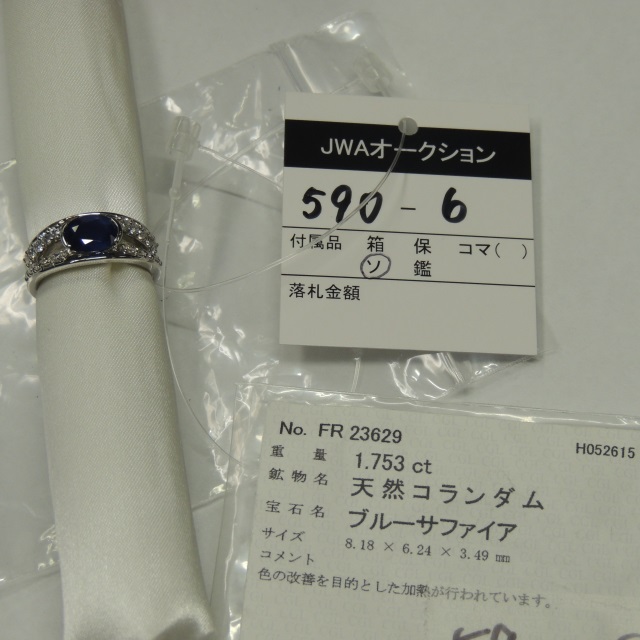 JWAオークション
590-6
付属品 箱 保 コマ( )
ソ 鑑
落札金額
No. FR 23629
H052615
重量 1.753 ct
鉱物名 天然コランダム
宝石名 ブルーサファイア
サイズ 8.18 × 6.24 × 3.49 mm
コメント
色の改善を目的とした加熱が行われています。